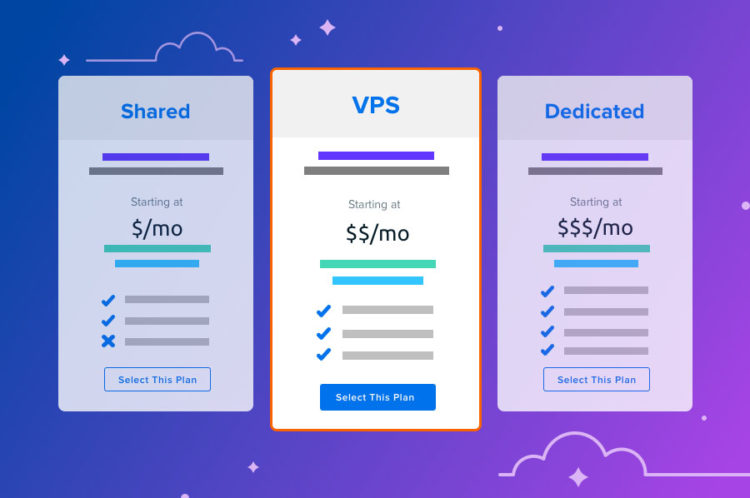 Shared
Starting at
$/mo
Select This Plan
VPS
Starting at
$$/mo
Select This Plan
Dedicated
Starting at
$$$/mo
Select This Plan